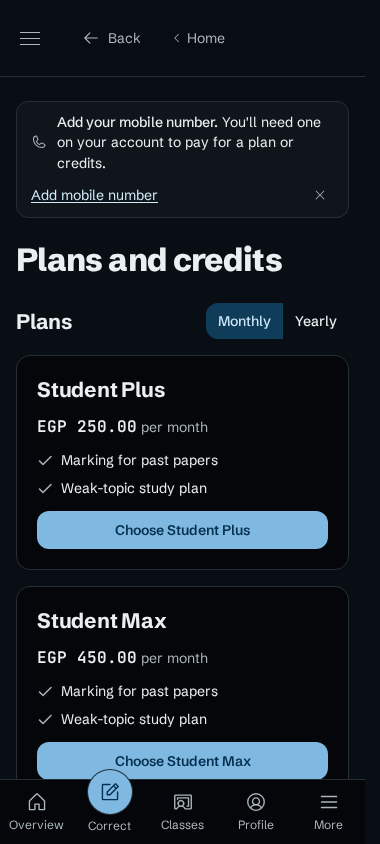 Back
Home
Add your mobile number. You'll need one
on your account to pay for a plan or
credits.
Add mobile number
Plans and credits
Plans
Monthly
Yearly
Student Plus
EGP 250.00 per month
Marking for past papers
Weak-topic study plan
Choose Student Plus
Student Max
EGP 450.00 per month
Marking for past papers
Weak-topic study plan
Choose Student Max
Overview
Correct
Classes
Profile
More